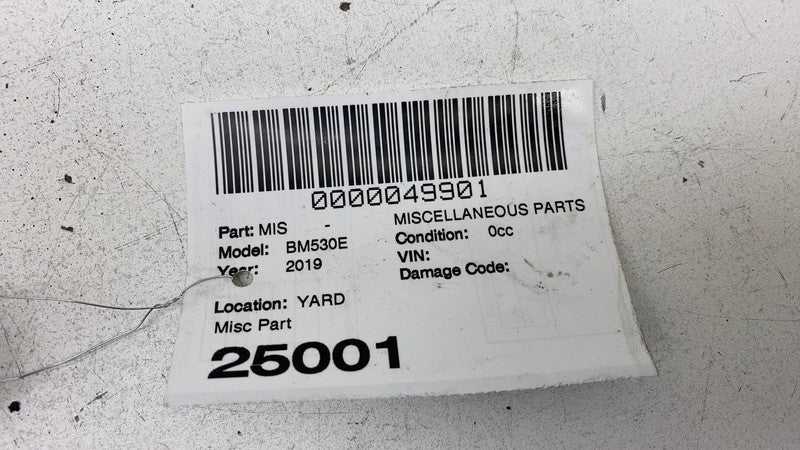 0000049901
Part: MIS - MISCELLANEOUS PARTS
Model: BM530E Condition: 0cc
Year: 2019 VIN:
Damage Code:
Location: YARD
Misc Part
25001